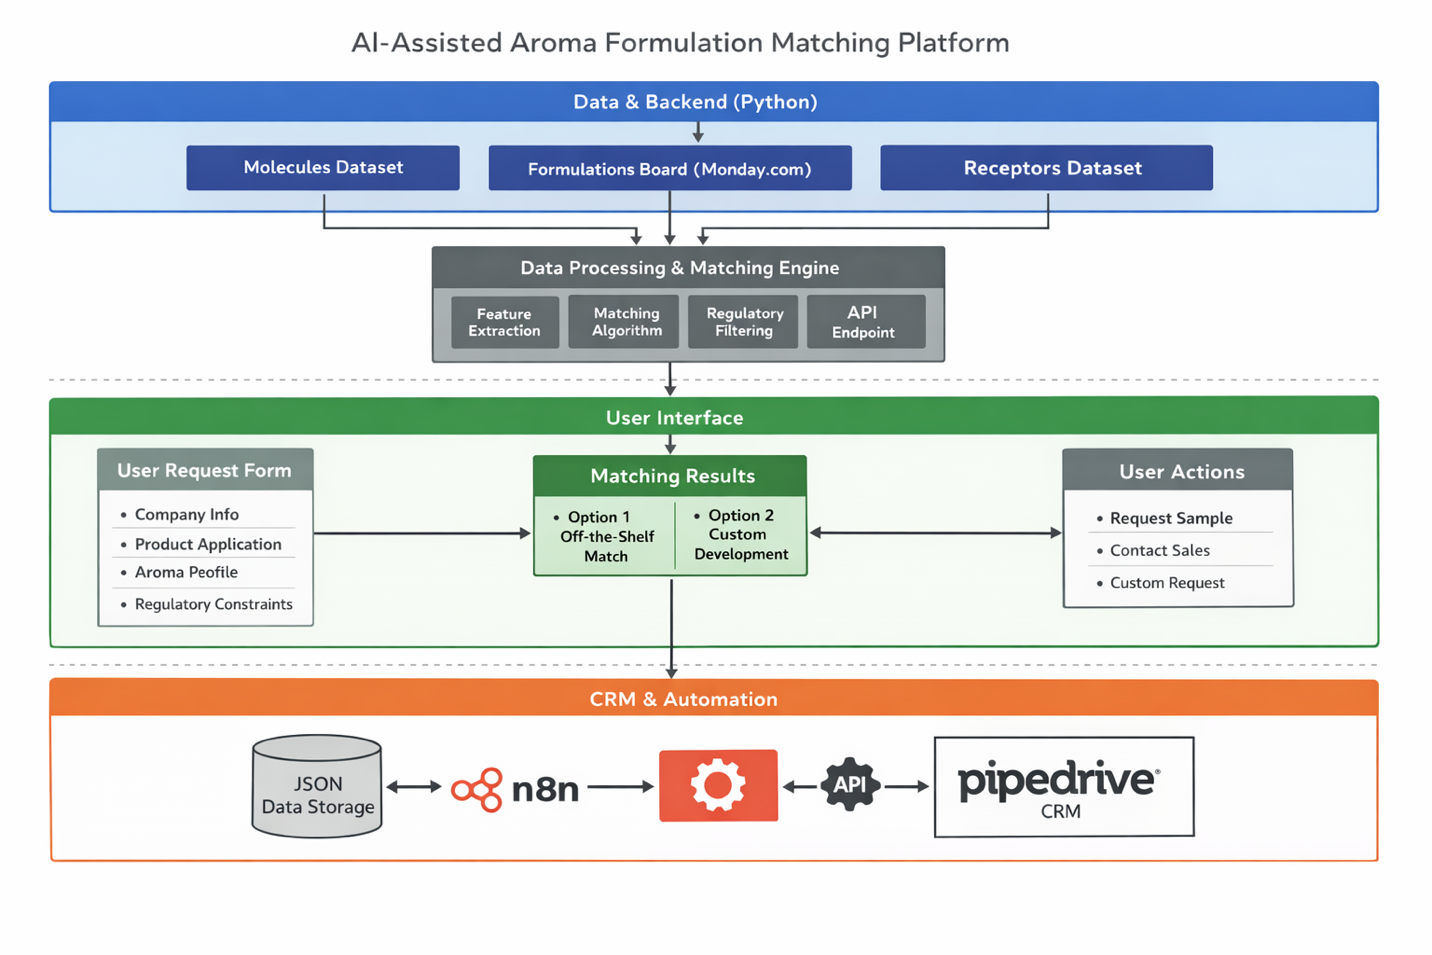 AI-Assisted Aroma Formulation Matching Platform
Data & Backend (Python)
Molecules Dataset
Formulations Board (Monday.com)
Receptors Dataset
Data Processing & Matching Engine
Feature
Extraction
Matching
Algorithm
Regulatory
Filtering
API
Endpoint
User Interface
User Request Form
• Company Info
• Product Application
• Aroma Peofile
• Regulatory Constraints
Matching Results
• Option 1
Off-the-Shelf
Match
• Option 2
Custom
Development
User Actions
• Request Sample
• Contact Sales
• Custom Request
CRM & Automation
JSON
Data Storage
n8n
API
pipedrive®
CRM